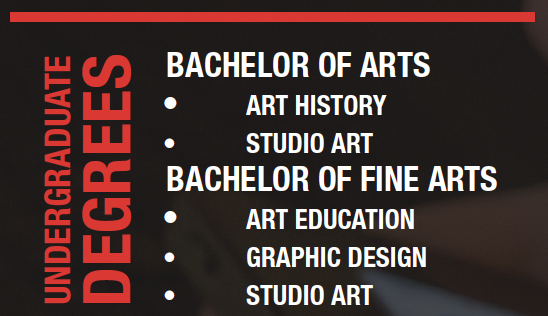 UNDERGRADUATE
DEGREES
BACHELOR OF ARTS
• ART HISTORY
• STUDIO ART
BACHELOR OF FINE ARTS
• ART EDUCATION
• GRAPHIC DESIGN
• STUDIO ART